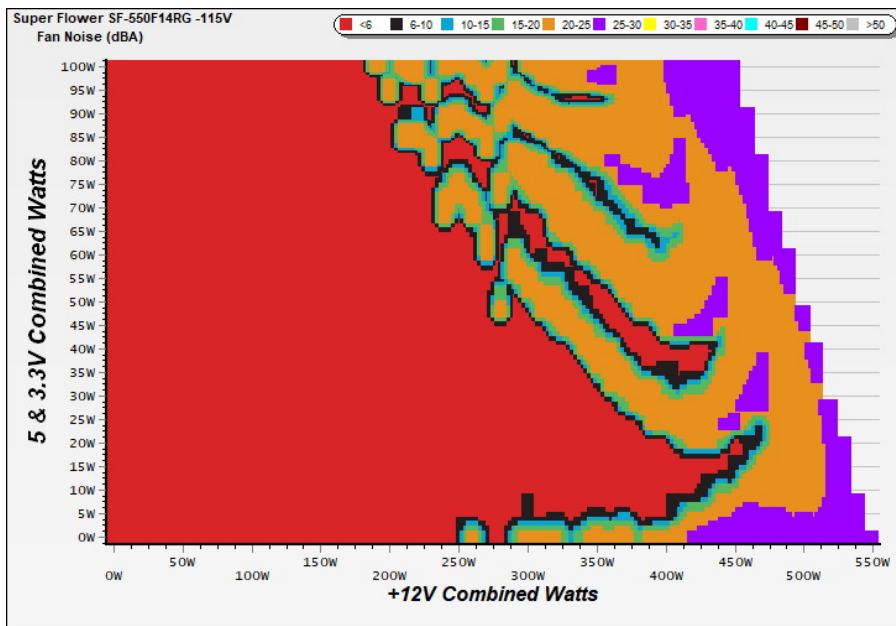 Super Flower SF-550F14RG -115V
Fan Noise (dBA)
<6 6-10 10-15 15-20 20-25 25-30 30-35 35-40 40-45 45-50 >50
5 & 3.3V Combined Watts
100W
95W
90W
85W
80W
75W
70W
65W
60W
55W
50W
45W
40W
35W
30W
25W
20W
15W
10W
5W
0W
0W 50W 100W 150W 200W 250W 300W 350W 400W 450W 500W 550W
+12V Combined Watts